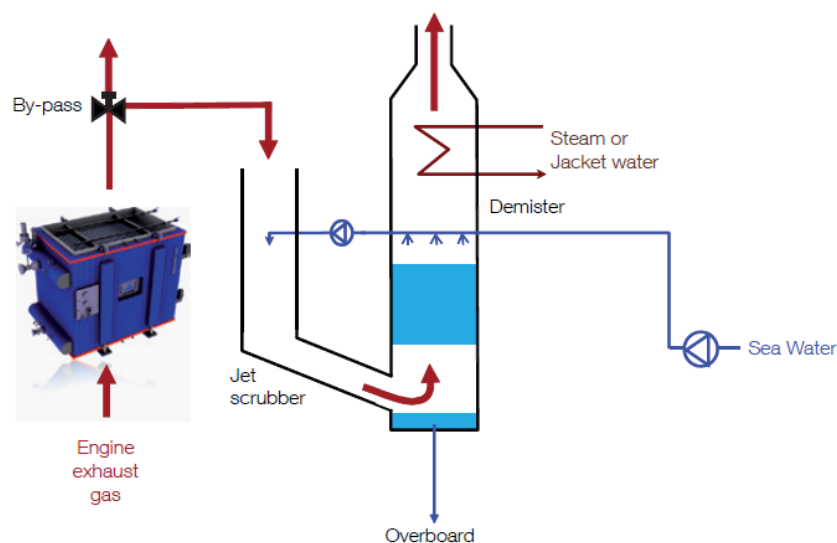 By-pass
Steam or
Jacket water
Demister
Sea Water
Jet
scrubber
Engine
exhaust
gas
Overboard